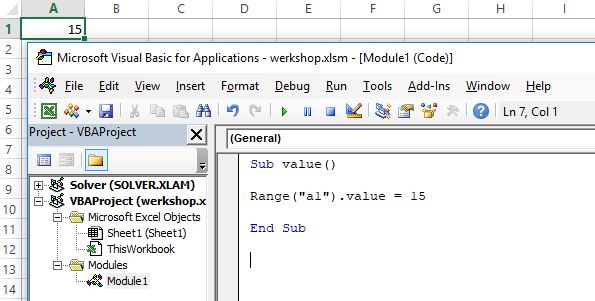 A B C D E F G H I
1 15
2
Microsoft Visual Basic for Applications - werkshop.xlsm - [Module1 (Code)]
3
4
File Edit View Insert Format Debug Run Tools Add-Ins Window Help
5
Ln 7, Col 1
6
Project - VBAProject
7
(General)
8
Sub value()
9
Solver (SOLVER.XLAM)
Range("a1").value = 15
10
VBAProject (werkshop.x
Microsoft Excel Objects
11
Sheet1 (Sheet1)
End Sub
12
ThisWorkbook
13
Modules
14
Module1